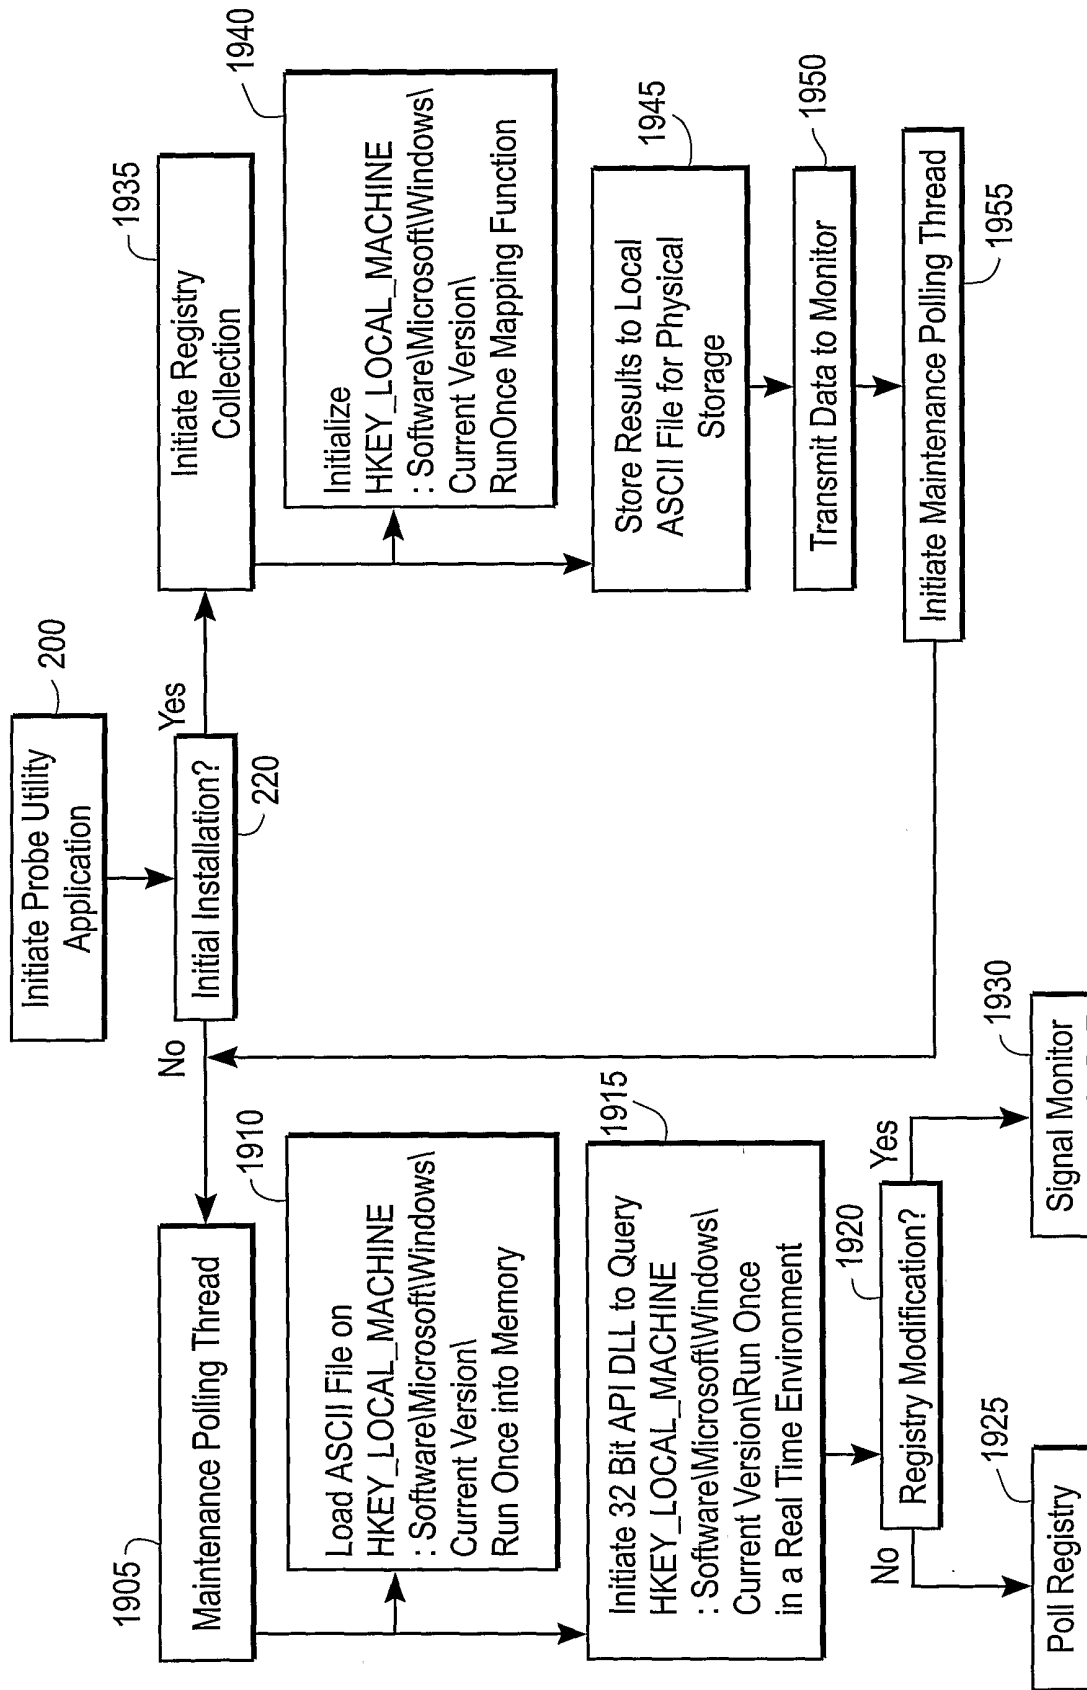 200
Initiate Probe Utility
Application
Initial Installation?
220
No
Yes
1905
Maintenance Polling Thread
1910
Load ASCII File on
HKEY_LOCAL_MACHINE
: Software\Microsoft\Windows\
Current Version\
Run Once into Memory
1915
Initiate 32 Bit API DLL to Query
HKEY_LOCAL_MACHINE
: Software\Microsoft\Windows\
Current Version\Run Once
in a Real Time Environment
1920
Registry Modification?
No
Yes
1925
Poll Registry
1930
Signal Monitor
1935
Initiate Registry
Collection
1940
Initialize
HKEY_LOCAL_MACHINE
: Software\Microsoft\Windows\
Current Version\
RunOnce Mapping Function
1945
Store Results to Local
ASCII File for Physical
Storage
1950
Transmit Data to Monitor
Initiate Maintenance Polling Thread
1955